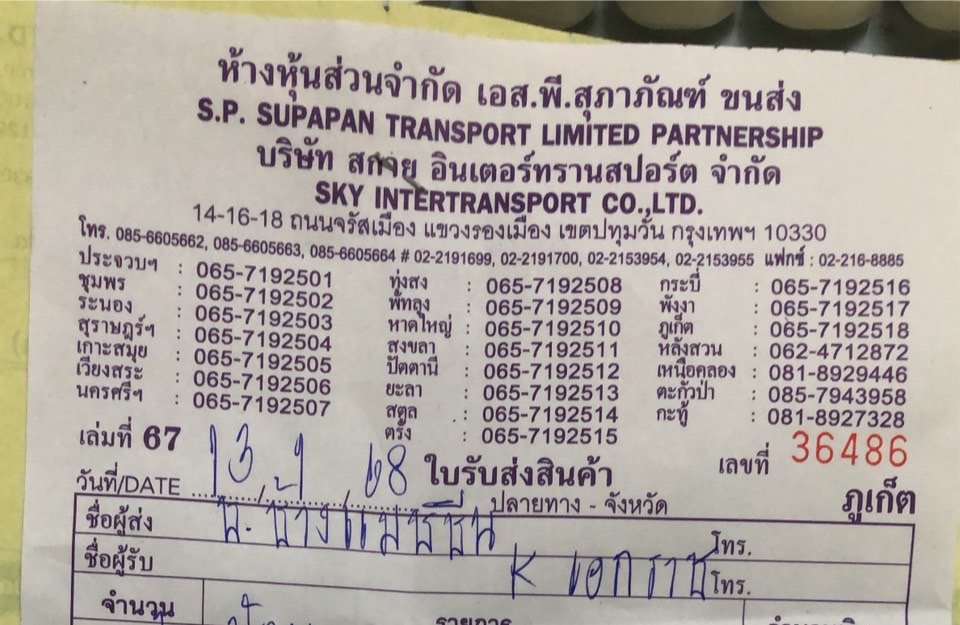 ห้างหุ้นส่วนจำกัด เอส.พี.สุภาภัณฑ์ ขนส่ง
S.P. SUPAPAN TRANSPORT LIMITED PARTNERSHIP
บริษัท สกาย อินเตอร์ทรานสปอร์ต จำกัด
SKY INTERTRANSPORT CO.,LTD.
14-16-18 ถนนจรัสเมือง แขวงรองเมือง เขตปทุมวัน กรุงเทพฯ 10330
โทร. 085-6605662, 085-6605663, 085-6605664 # 02-2191699, 02-2191700, 02-2153954, 02-2153955 แฟกซ์ : 02-216-8885
ประจวบฯ : 065-7192501 ทุ่งสง : 065-7192508 กระบี่ : 065-7192516
ชุมพร : 065-7192502 พัทลุง : 065-7192509 พังงา : 065-7192517
ระนอง : 065-7192503 หาดใหญ่ : 065-7192510 ภูเก็ต : 065-7192518
สุราษฎร์ฯ : 065-7192504 สงขลา : 065-7192511 หลังสวน : 062-4712872
เกาะสมุย : 065-7192505 ปัตตานี : 065-7192512 เหนือคลอง : 081-8929446
เวียงสระ : 065-7192506 ยะลา : 065-7192513 ตะกั่วป่า : 085-7943958
นครศรีฯ : 065-7192507 สตูล : 065-7192514 กะทู้ : 081-8927328
ตรัง : 065-7192515
เล่มที่ 67 ใบรับส่งสินค้า เลขที่ 36486
วันที่/DATE 13 , 9 , 68 ปลายทาง - จังหวัด ภูเก็ต
ชื่อผู้ส่ง โทร.
ชื่อผู้รับ K เอกราช โทร.
จำนวน รายการ